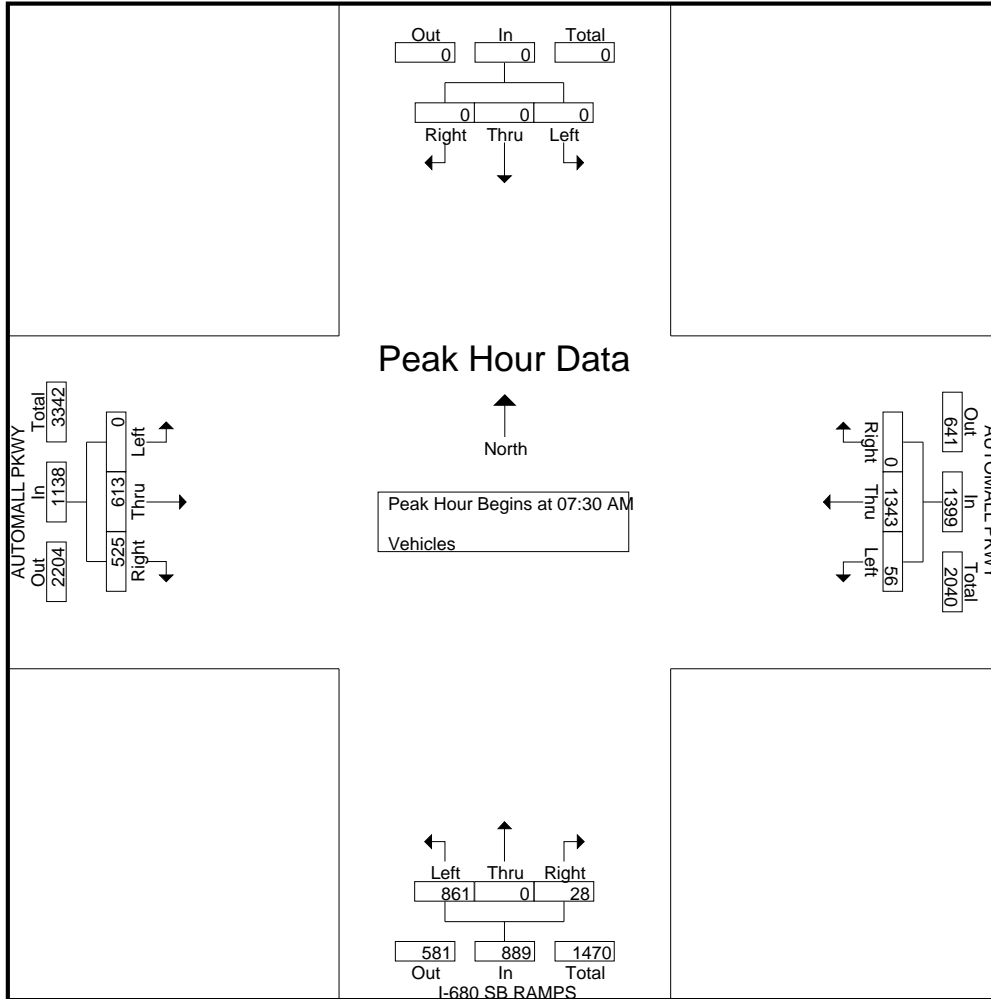 Out In Total
0 0 0
0 0 0
Right Thru Left
Peak Hour Data
North
Peak Hour Begins at 07:30 AM
Vehicles
AUTOMALL PKWY
Total In Out
3342 1138 2204
0 613 525
Left Thru Right
AUTOMALL PKWY
Out In Total
641 1399 2040
0 1343 56
Right Thru Left
Left Thru Right
861 0 28
581 889 1470
Out In Total
I-680 SB RAMPS